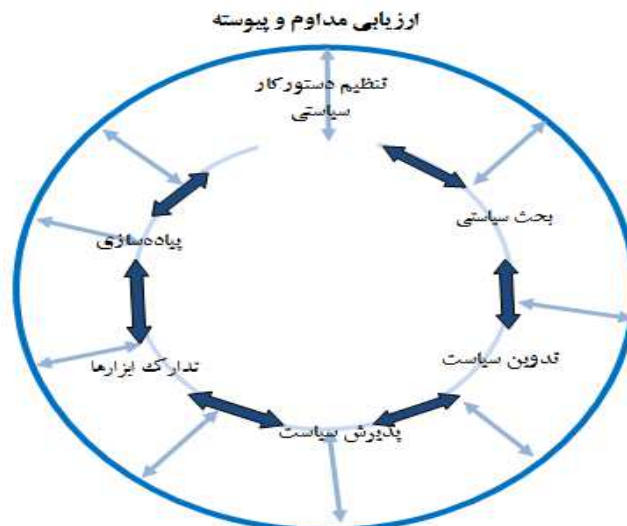 ارزیابی مداوم و پیوسته
تنظیم دستورکار
سیاستی
بحث سیاستی
پیاده‌سازی
تدوین سیاست
تدارک ابزارها
پذیرش سیاست